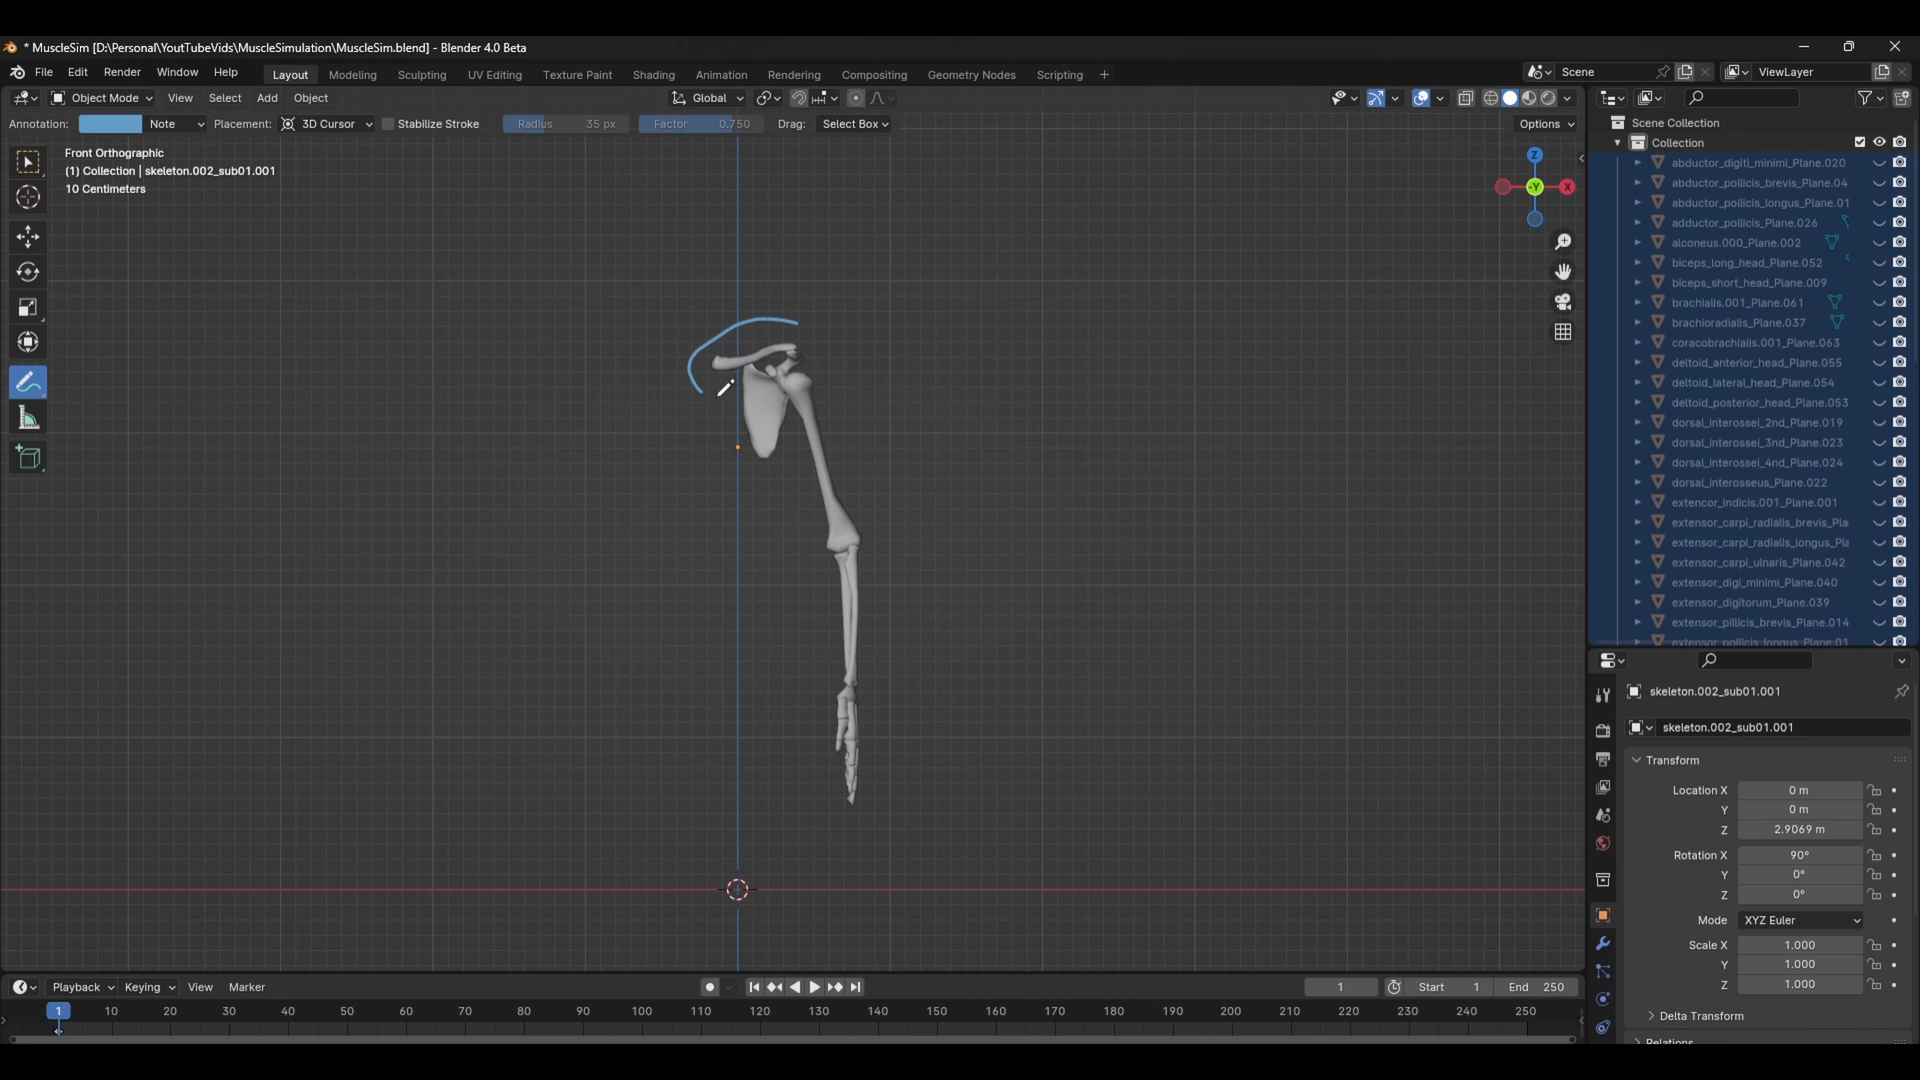 * MuscleSim [D:\Personal\YoutTubeVids\MuscleSimulation\MuscleSim.blend] - Blender 4.0 Beta
File Edit Render Window Help Layout Modeling Sculpting UV Editing Texture Paint Shading Animation Rendering Compositing Geometry Nodes Scripting + Scene ViewLayer
Object Mode View Select Add Object Global
Annotation: Note Placement: 3D Cursor Stabilize Stroke Radius 35 px Factor 0.750 Drag: Select Box Options
Front Orthographic
(1) Collection | skeleton.002_sub01.001
10 Centimeters
Z
-Y X
Scene Collection
Collection
abductor_digiti_minimi_Plane.020
abductor_pollicis_brevis_Plane.04
abductor_pollicis_longus_Plane.01
adductor_pollicis_Plane.026
alconeus.000_Plane.002
biceps_long_head_Plane.052
biceps_short_head_Plane.009
brachialis.001_Plane.061
brachioradialis_Plane.037
coracobrachialis.001_Plane.063
deltoid_anterior_head_Plane.055
deltoid_lateral_head_Plane.054
deltoid_posterior_head_Plane.053
dorsal_interossei_2nd_Plane.019
dorsal_interossei_3nd_Plane.023
dorsal_interossei_4nd_Plane.024
dorsal_interosseus_Plane.022
extencor_indicis.001_Plane.001
extensor_carpi_radialis_brevis_Pla
extensor_carpi_radialis_longus_Pla
extensor_carpi_ulnaris_Plane.042
extensor_digi_minimi_Plane.040
extensor_digitorum_Plane.039
extensor_pillicis_brevis_Plane.014
extensor_pollicis_longus_Plane.01
skeleton.002_sub01.001
skeleton.002_sub01.001
Transform
Location X 0 m
Y 0 m
Z 2.9069 m
Rotation X 90°
Y 0°
Z 0°
Mode XYZ Euler
Scale X 1.000
Y 1.000
Z 1.000
Delta Transform
Relations
Playback Keying View Marker 1 Start 1 End 250
1 10 20 30 40 50 60 70 80 90 100 110 120 130 140 150 160 170 180 190 200 210 220 230 240 250